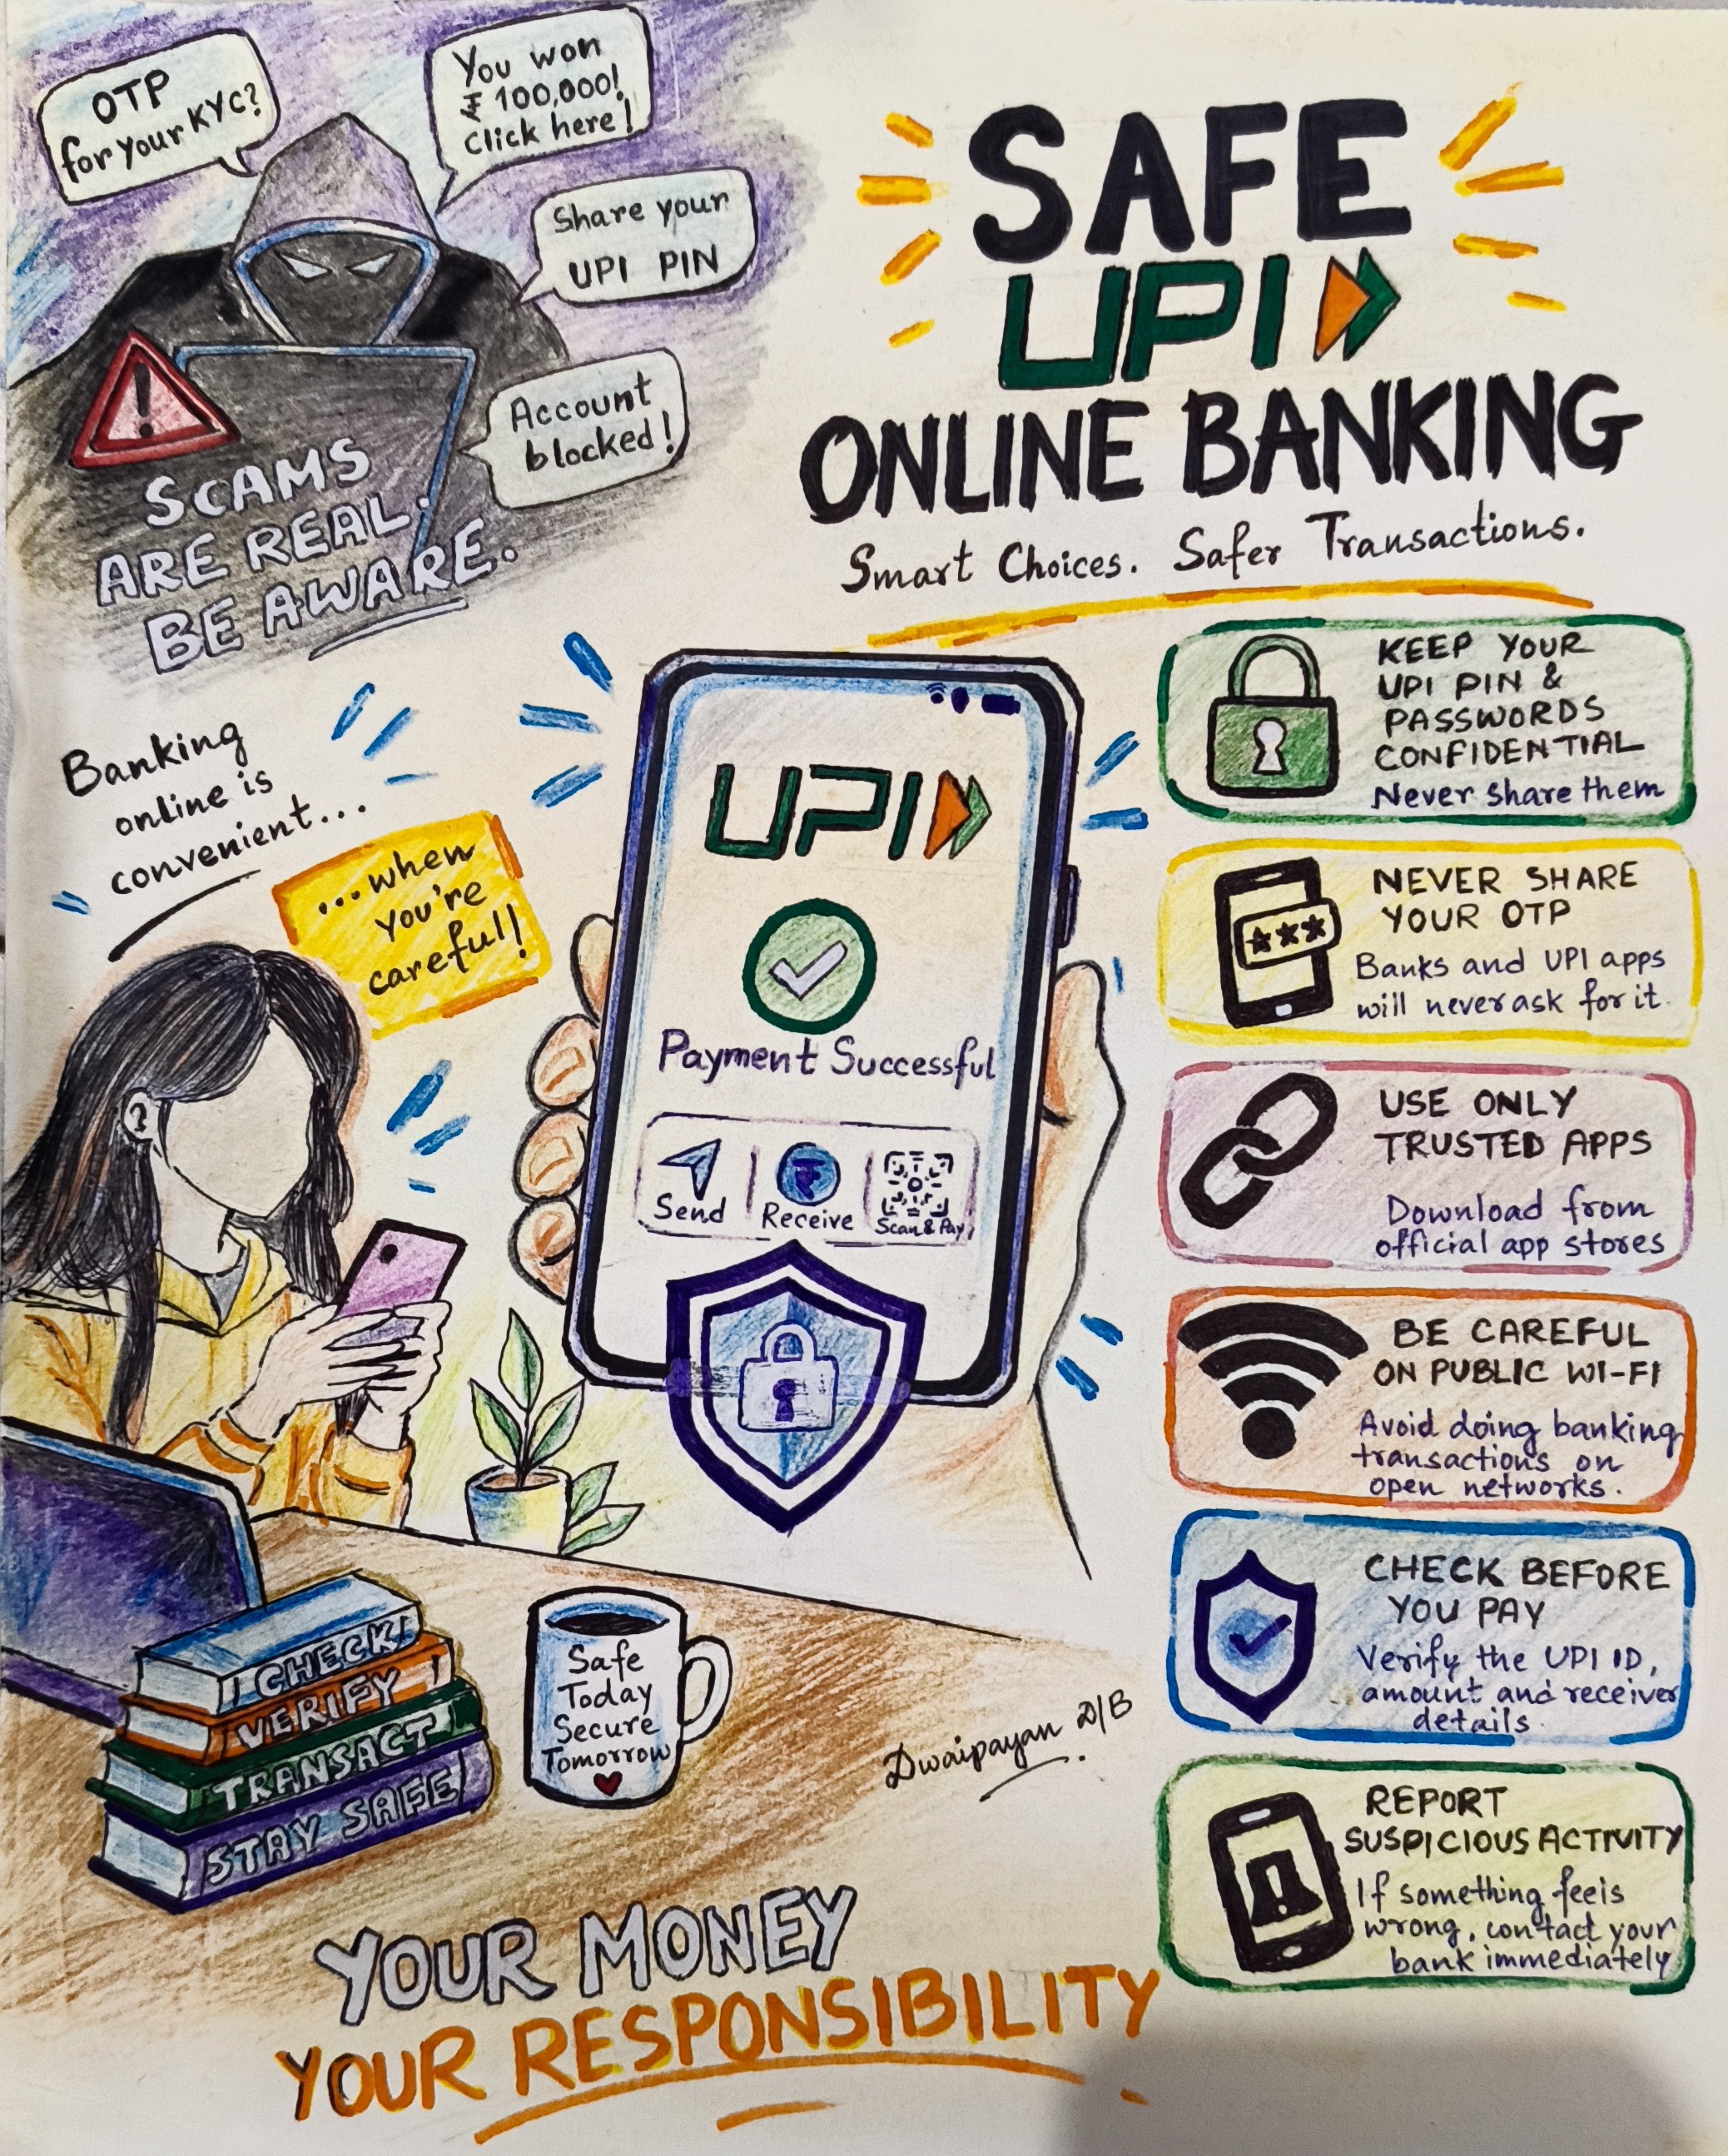 OTP
for your KYC?
You won
₹ 100,000!
click here!
Share your
UPI PIN
Account
blocked!
SCAMS
ARE REAL.
BE AWARE.
SAFE
UPI
ONLINE BANKING
Smart Choices. Safer Transactions.
Banking
online is
convenient...
...when
you're
careful!
UPI
Payment Successful
Send
₹
Receive
Scan & Pay
KEEP YOUR
UPI PIN &
PASSWORDS
CONFIDENTIAL
Never share them
***
NEVER SHARE
YOUR OTP
Banks and UPI apps
will never ask for it.
USE ONLY
TRUSTED APPS
Download from
official app stores
BE CAREFUL
ON PUBLIC WI-FI
Avoid doing banking
transactions on
open networks.
CHECK BEFORE
YOU PAY
Verify the UPI ID,
amount and receiver
details.
REPORT
SUSPICIOUS ACTIVITY
If something feels
wrong, contact your
bank immediately
CHECK
VERIFY
TRANSACT
STAY SAFE
Safe
Today
Secure
Tomorrow
Dwaipayan D/B
YOUR MONEY
YOUR RESPONSIBILITY